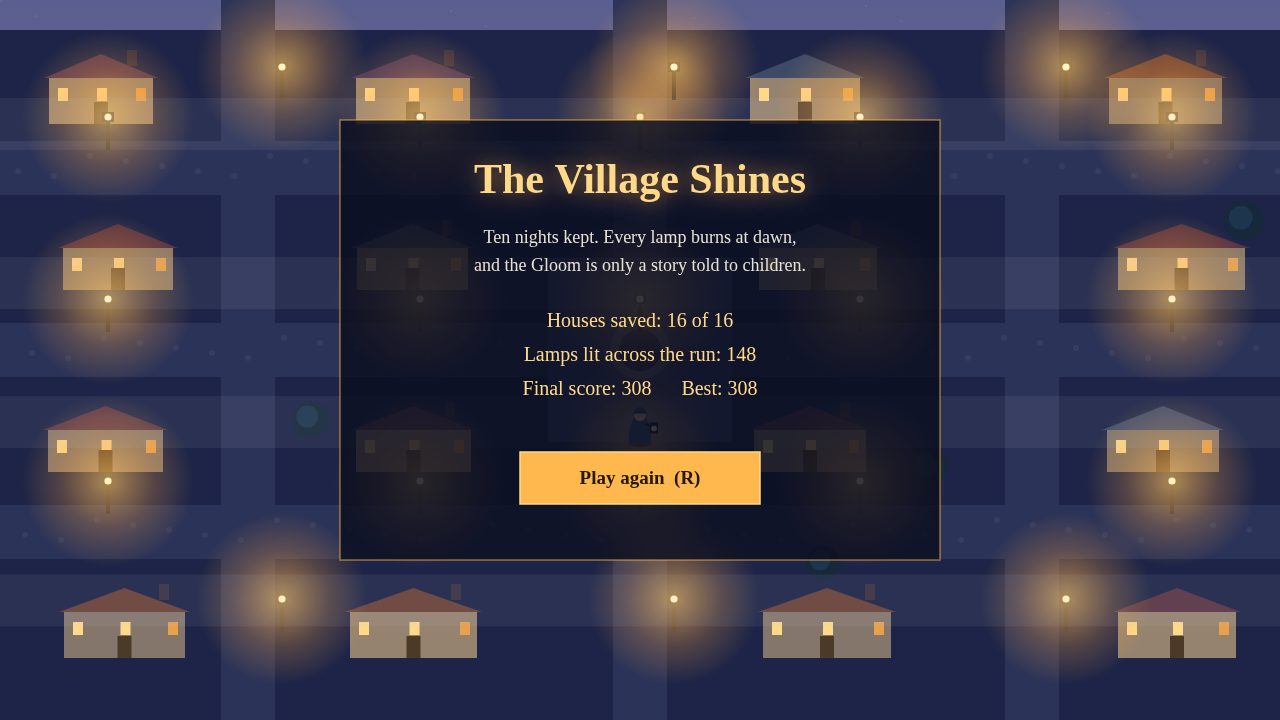 The Village Shines
Ten nights kept. Every lamp burns at dawn,
and the Gloom is only a story told to children.
Houses saved: 16 of 16
Lamps lit across the run: 148
Final score: 308 Best: 308
Play again (R)